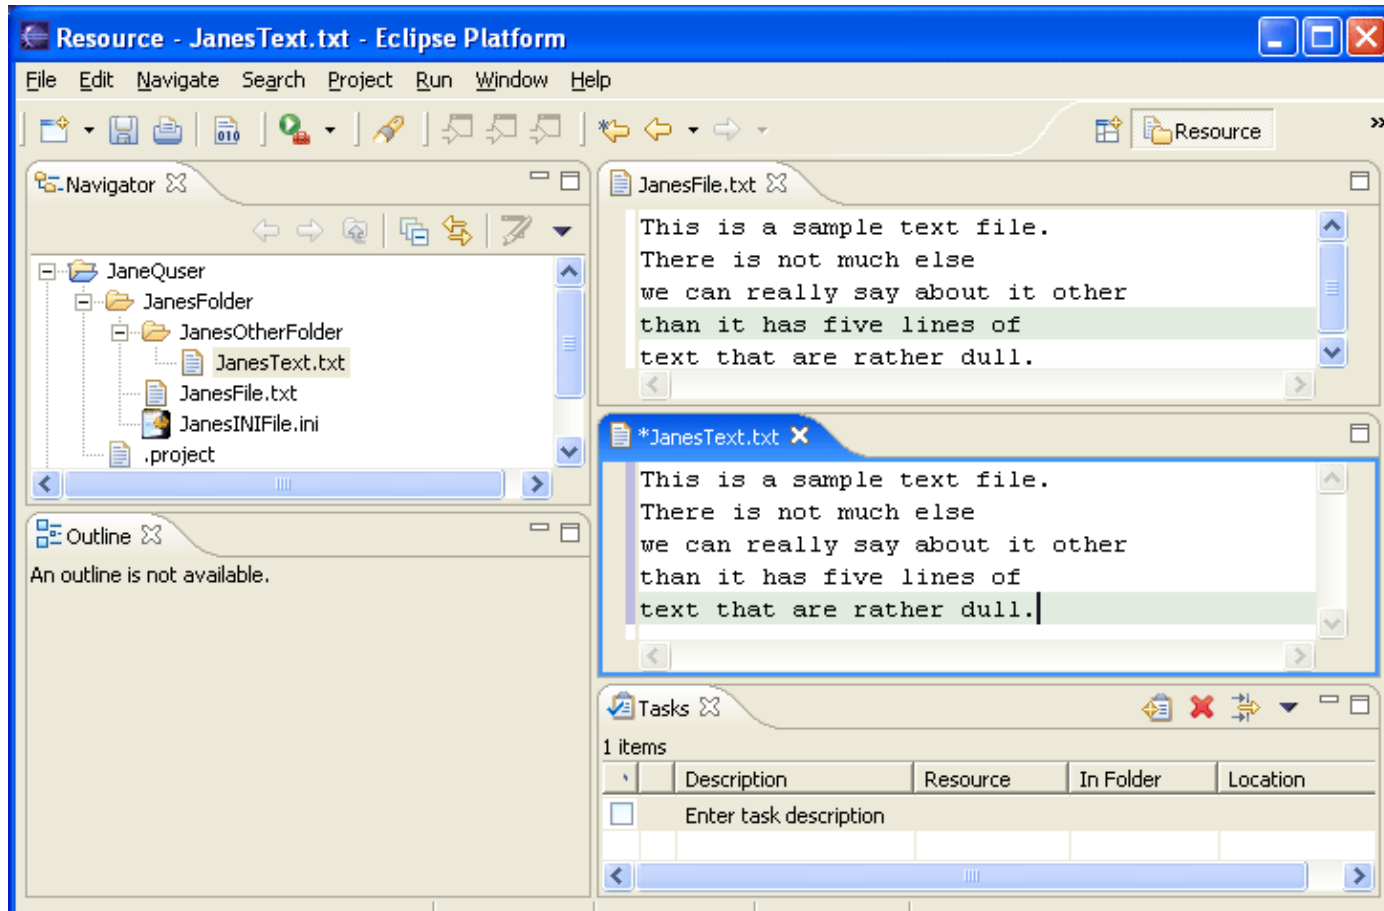 Resource - JanesText.txt - Eclipse Platform
File Edit Navigate Search Project Run Window Help
010
Resource
»
Navigator
JaneQuser
JanesFolder
JanesOtherFolder
JanesText.txt
JanesFile.txt
JanesINIFile.ini
.project
Outline
An outline is not available.
JanesFile.txt
This is a sample text file.
There is not much else
we can really say about it other
than it has five lines of
text that are rather dull.
*JanesText.txt
This is a sample text file.
There is not much else
we can really say about it other
than it has five lines of
text that are rather dull.
Tasks
1 items
Description Resource In Folder Location
Enter task description